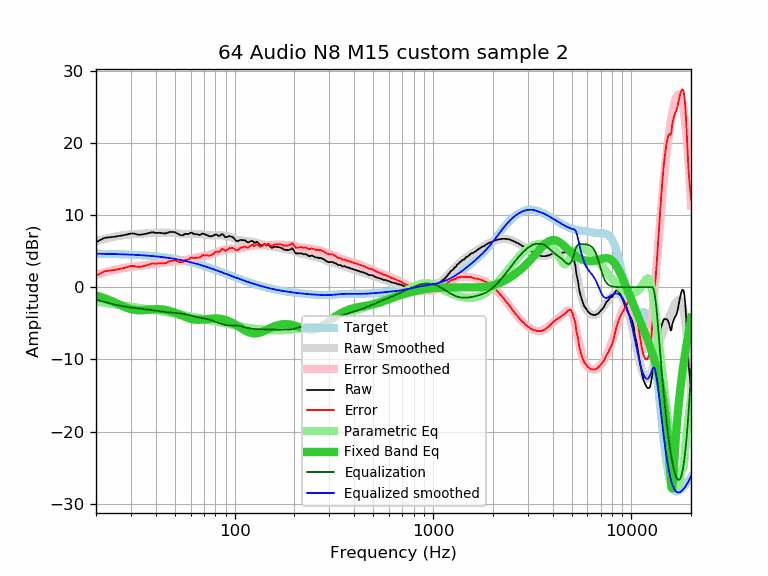 64 Audio N8 M15 custom sample 2
Amplitude (dBr)
30
20
10
0
−10
−20
−30
Target
Raw Smoothed
Error Smoothed
Raw
Error
Parametric Eq
Fixed Band Eq
Equalization
Equalized smoothed
100
1000
10000
Frequency (Hz)